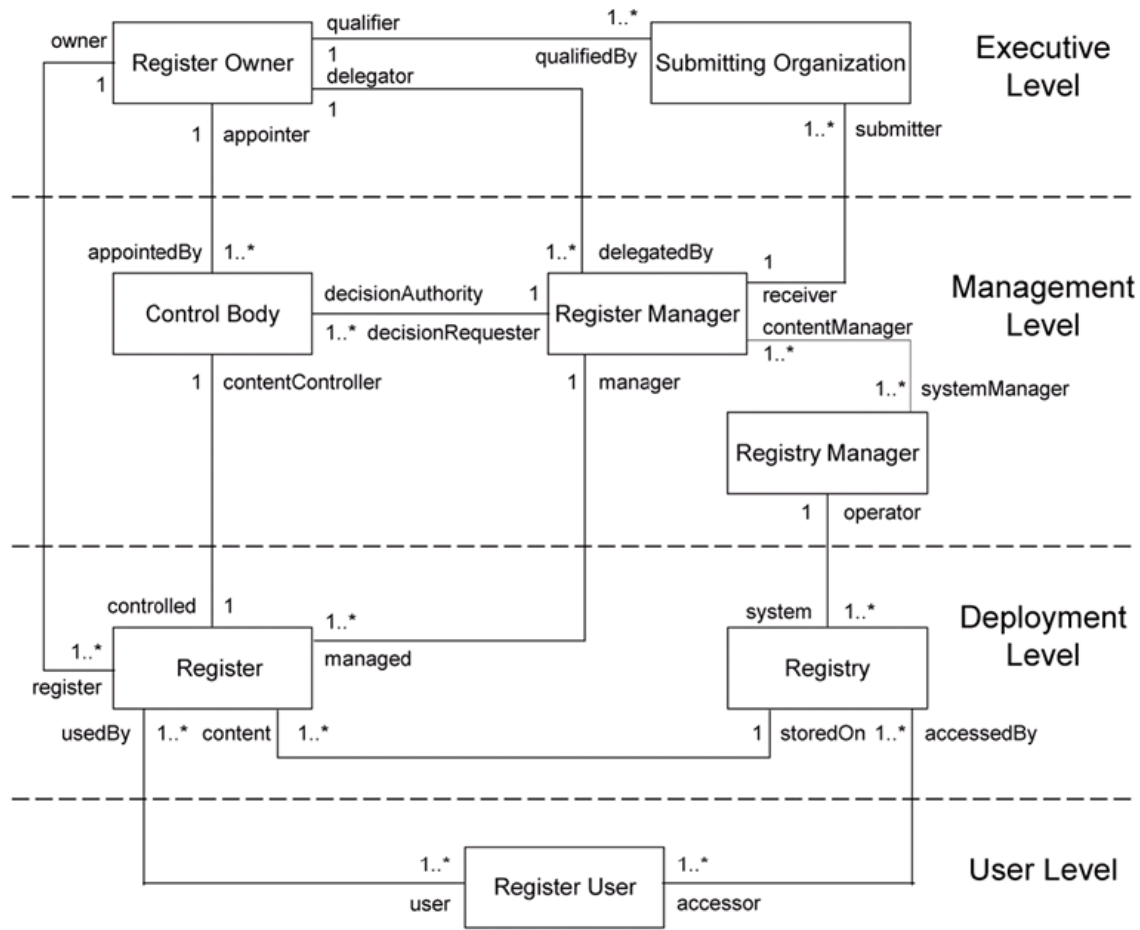 owner
1
Register Owner
qualifier
1
delegator
1
1..*
qualifiedBy
Submitting Organization
Executive
Level
1
appointer
1..*
submitter
appointedBy
1..*
1..*
delegatedBy
Control Body
decisionAuthority
1
1..*
decisionRequester
Register Manager
1
receiver
contentManager
1..*
Management
Level
1
contentController
1
manager
1..*
systemManager
Registry Manager
1
operator
controlled
1
1..*
managed
system
1..*
Deployment
Level
1..*
register
Register
Registry
usedBy
1..*
content
1..*
1
storedOn
1..*
accessedBy
1..*
user
Register User
1..*
accessor
User Level